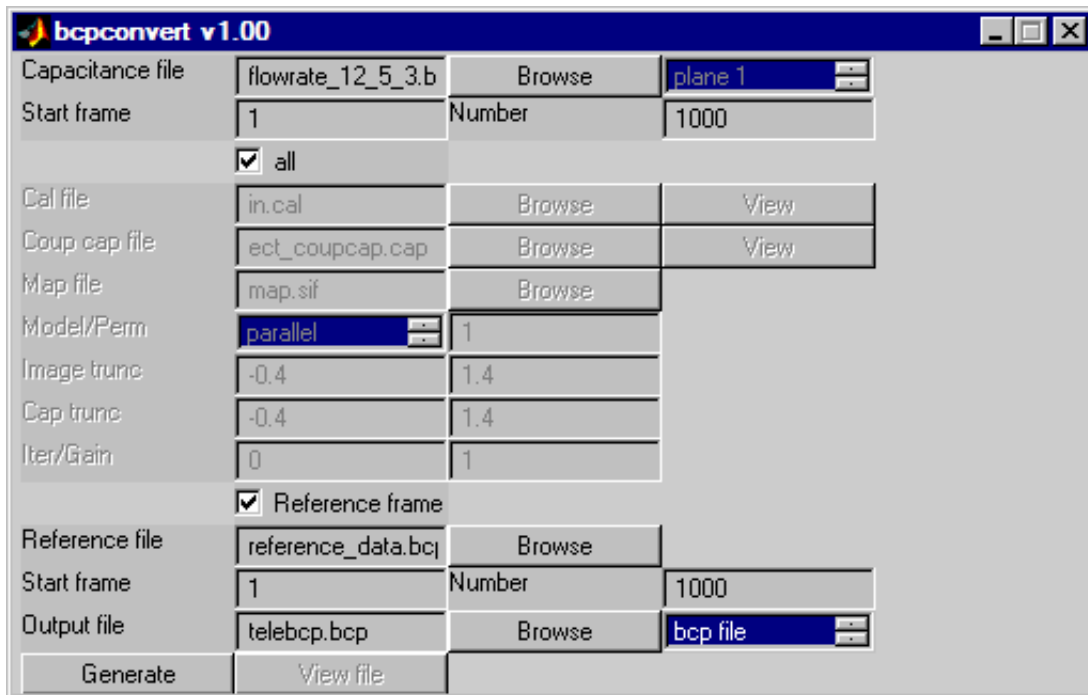 bcpconvert v1.00
Capacitance file flowrate_12_5_3.b Browse plane 1
Start frame 1 Number 1000
all
Cal file in.cal Browse View
Coup cap file ect_coupcap.cap Browse View
Map file map.sif Browse
Model/Perm parallel 1
Image trunc -0.4 1.4
Cap trunc -0.4 1.4
Iter/Gain 0 1
Reference frame
Reference file reference_data.bcp Browse
Start frame 1 Number 1000
Output file telebcp.bcp Browse bcp file
Generate View file